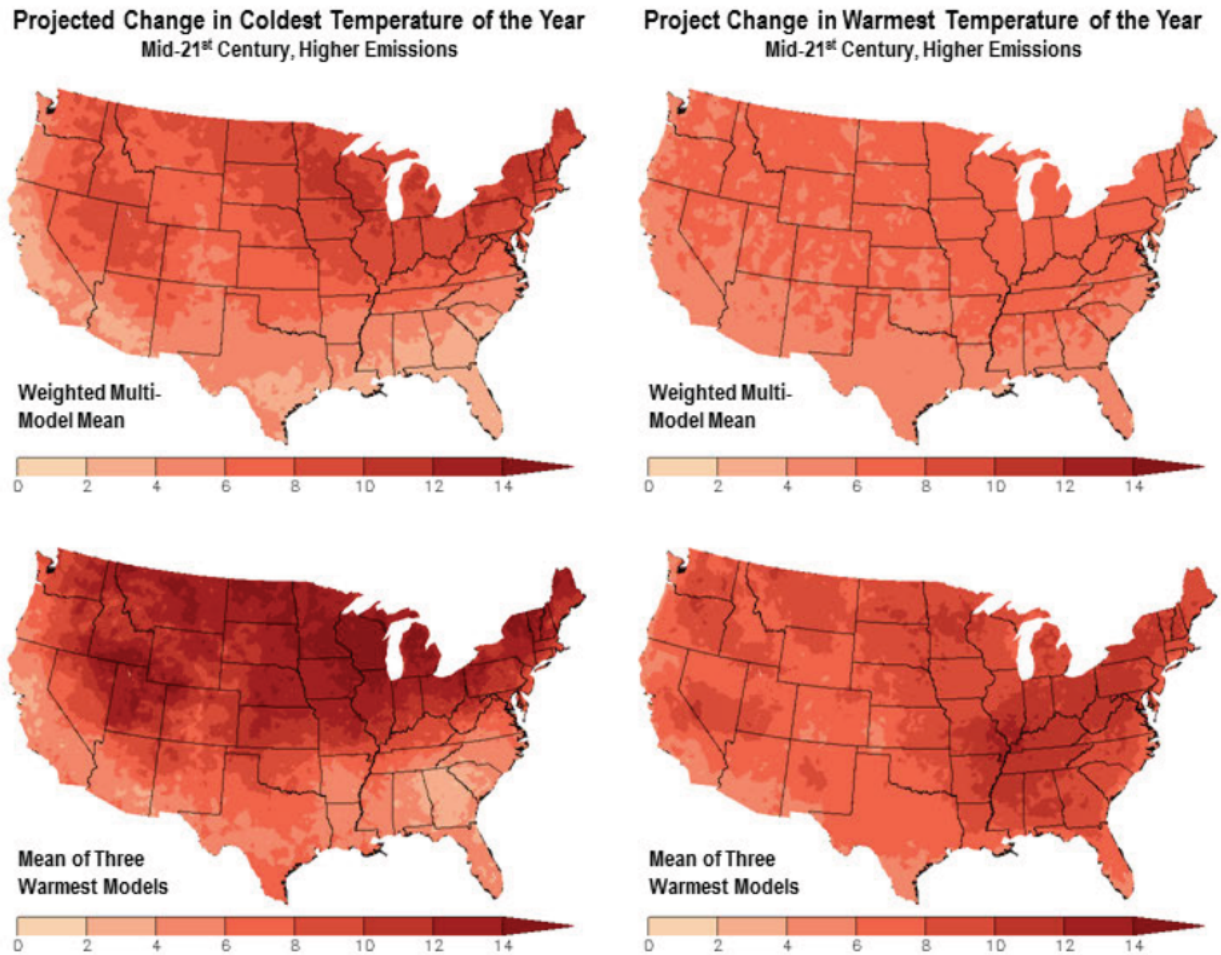 Projected Change in Coldest Temperature of the Year
Mid-21st Century, Higher Emissions
Project Change in Warmest Temperature of the Year
Mid-21st Century, Higher Emissions
Weighted Multi-
Model Mean
0 2 4 6 8 10 12 14
Weighted Multi-
Model Mean
0 2 4 6 8 10 12 14
Mean of Three
Warmest Models
0 2 4 6 8 10 12 14
Mean of Three
Warmest Models
0 2 4 6 8 10 12 14